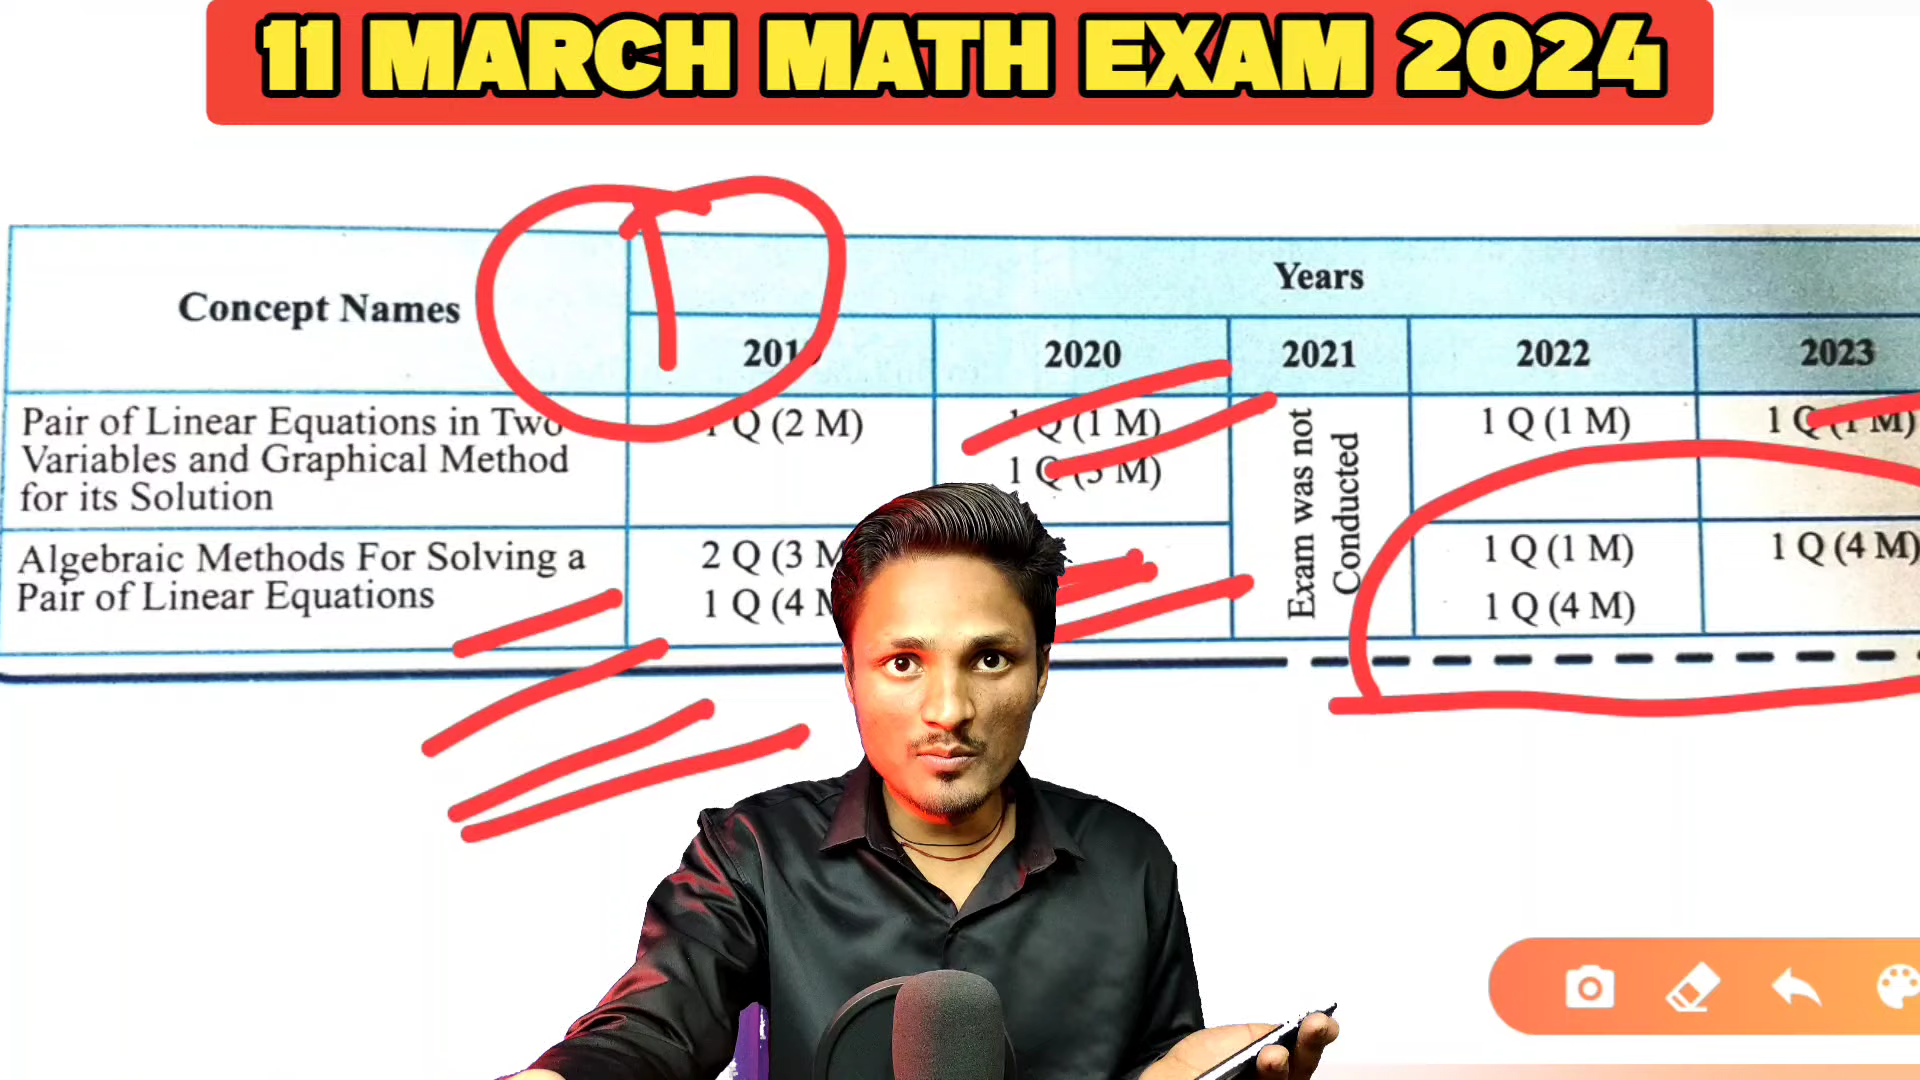 11 MARCH MATH EXAM 2024
Concept Names
Years
2020
2021
2022
2023
Pair of Linear Equations in Two
Variables and Graphical Method
for its Solution
Q (2 M)
Q (1 M)
1 Q
M)
Exam was not
Conducted
1 Q (1 M)
1 Q (1 M)
Algebraic Methods For Solving a
Pair of Linear Equations
2 Q (3
1 Q (4
1 Q (1 M)
1 Q (4 M)
1 Q (4 M)